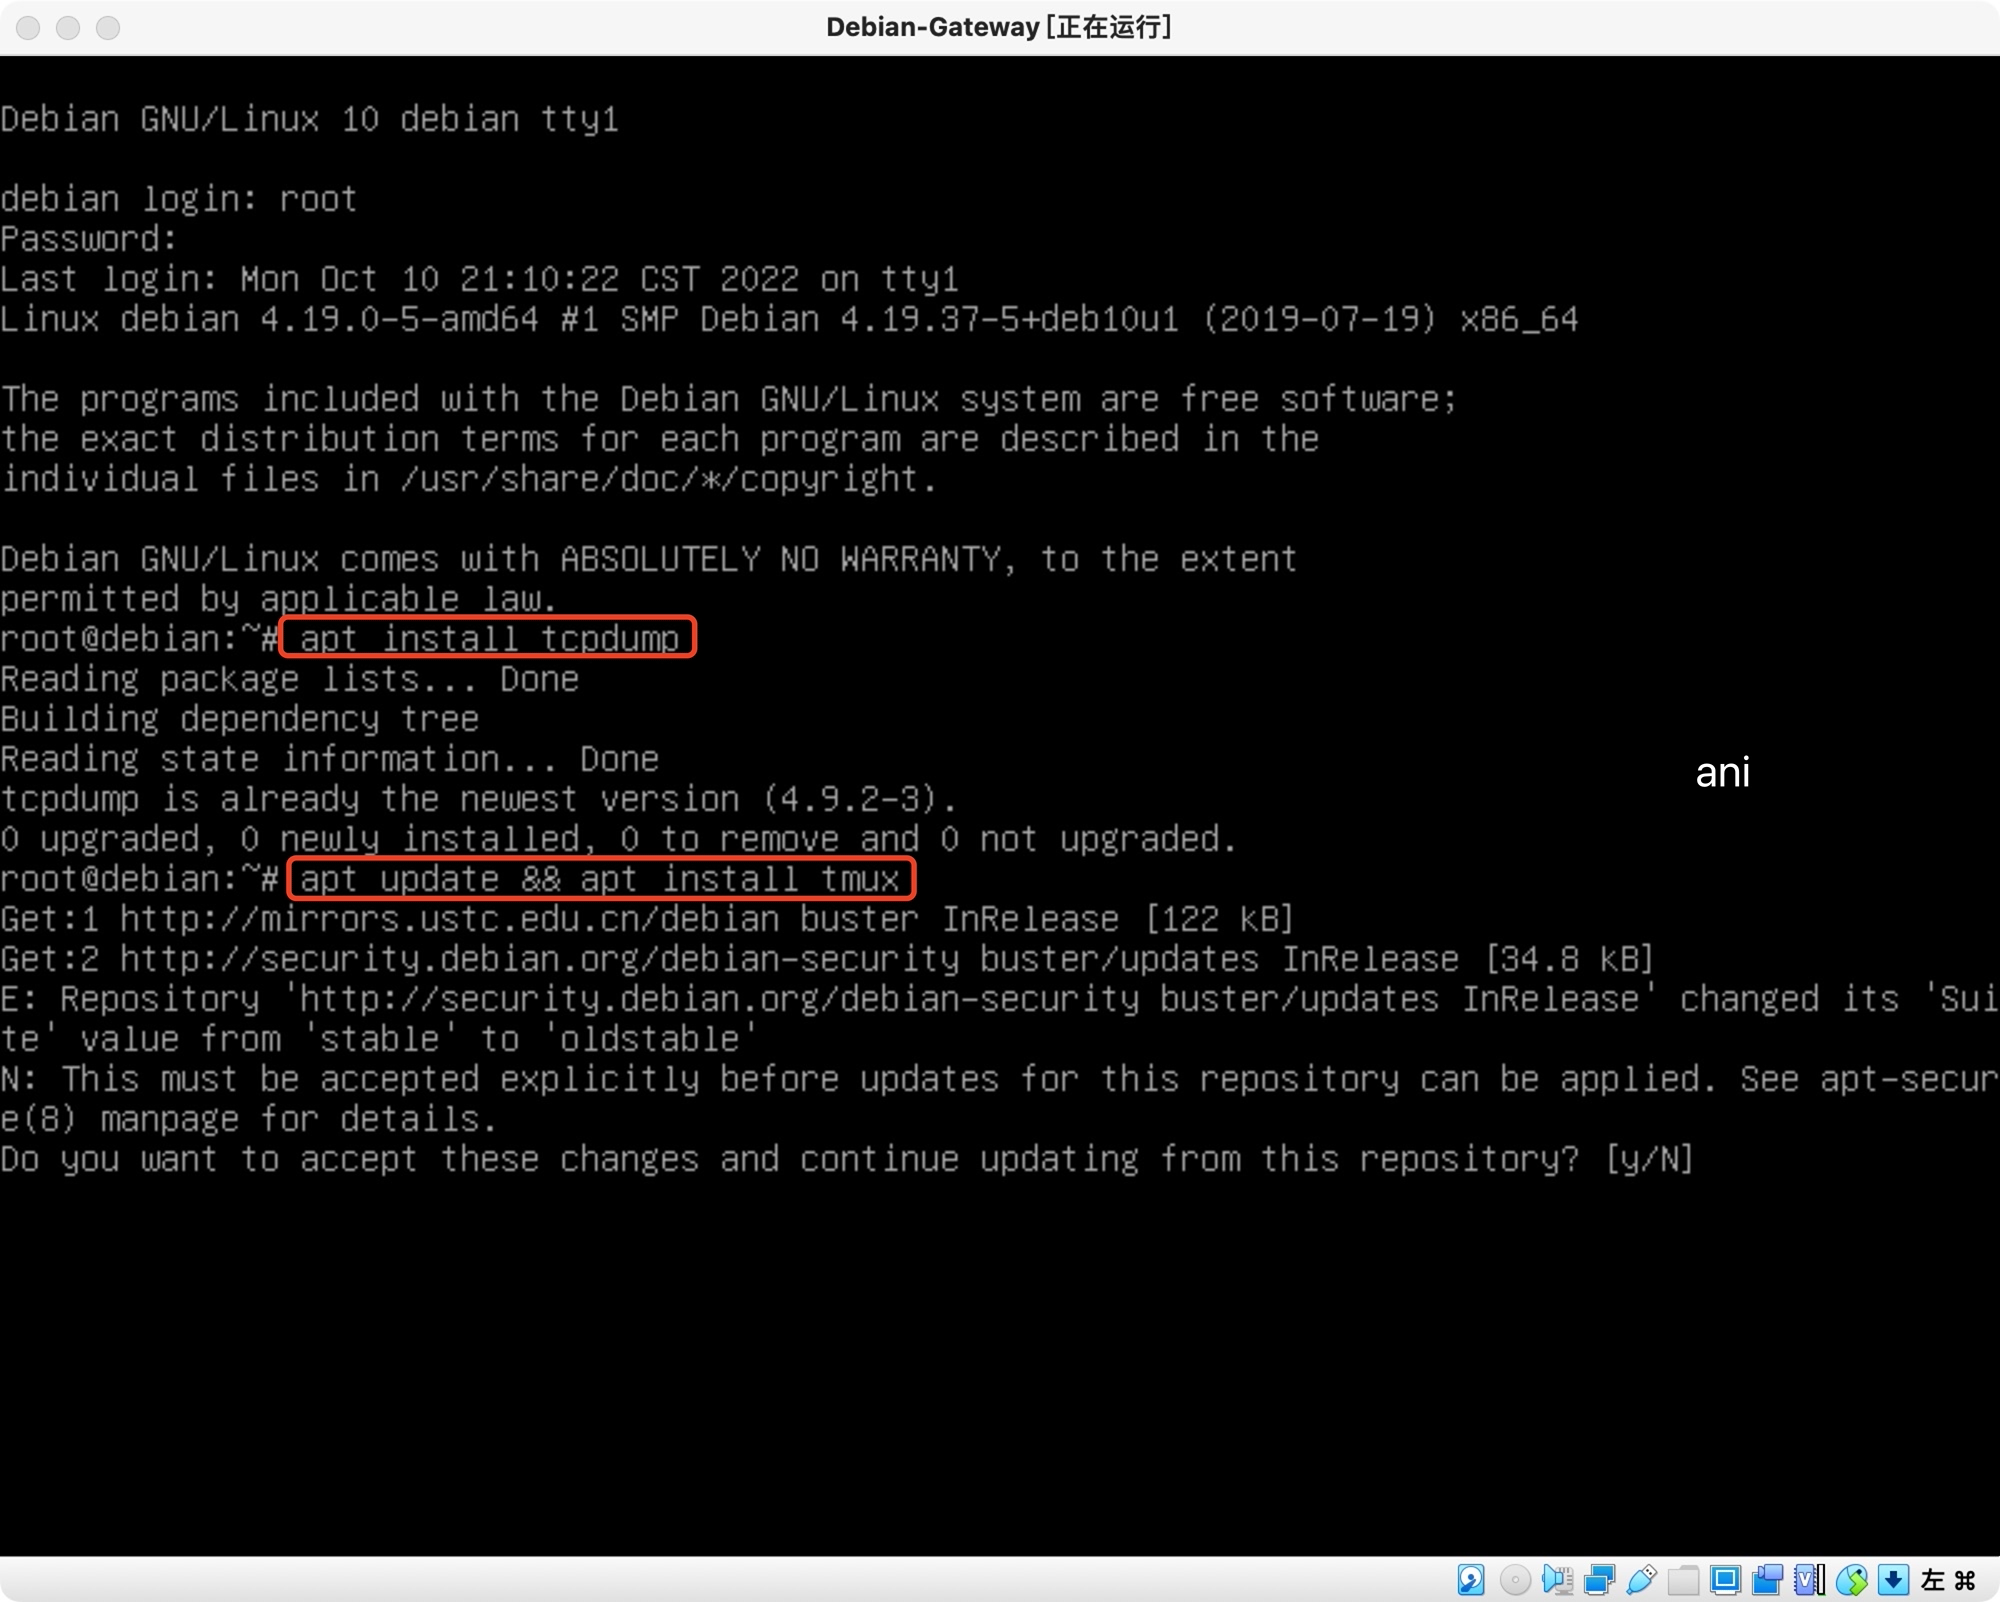 Debian-Gateway [正在运行]
Debian GNU/Linux 10 debian tty1
debian login: root
Password:
Last login: Mon Oct 10 21:10:22 CST 2022 on tty1
Linux debian 4.19.0-5-amd64 #1 SMP Debian 4.19.37-5+deb10u1 (2019-07-19) x86_64
The programs included with the Debian GNU/Linux system are free software;
the exact distribution terms for each program are described in the
individual files in /usr/share/doc/*/copyright.
Debian GNU/Linux comes with ABSOLUTELY NO WARRANTY, to the extent
permitted by applicable law.
root@debian:~# apt install tcpdump
Reading package lists... Done
Building dependency tree
Reading state information... Done
ani
tcpdump is already the newest version (4.9.2-3).
0 upgraded, 0 newly installed, 0 to remove and 0 not upgraded.
root@debian:~# apt update && apt install tmux
Get:1 http://mirrors.ustc.edu.cn/debian buster InRelease [122 kB]
Get:2 http://security.debian.org/debian-security buster/updates InRelease [34.8 kB]
E: Repository 'http://security.debian.org/debian-security buster/updates InRelease' changed its 'Sui
te' value from 'stable' to 'oldstable'
N: This must be accepted explicitly before updates for this repository can be applied. See apt-secur
e(8) manpage for details.
Do you want to accept these changes and continue updating from this repository? [y/N]
左 ⌘